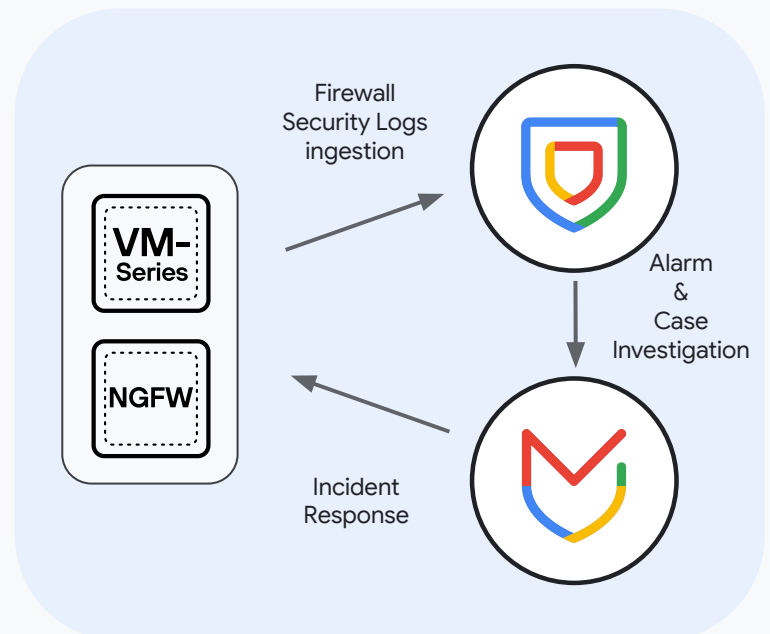 Firewall
Security Logs
ingestion
VM-
Series
NGFW
Alarm
&
Case
Investigation
Incident
Response